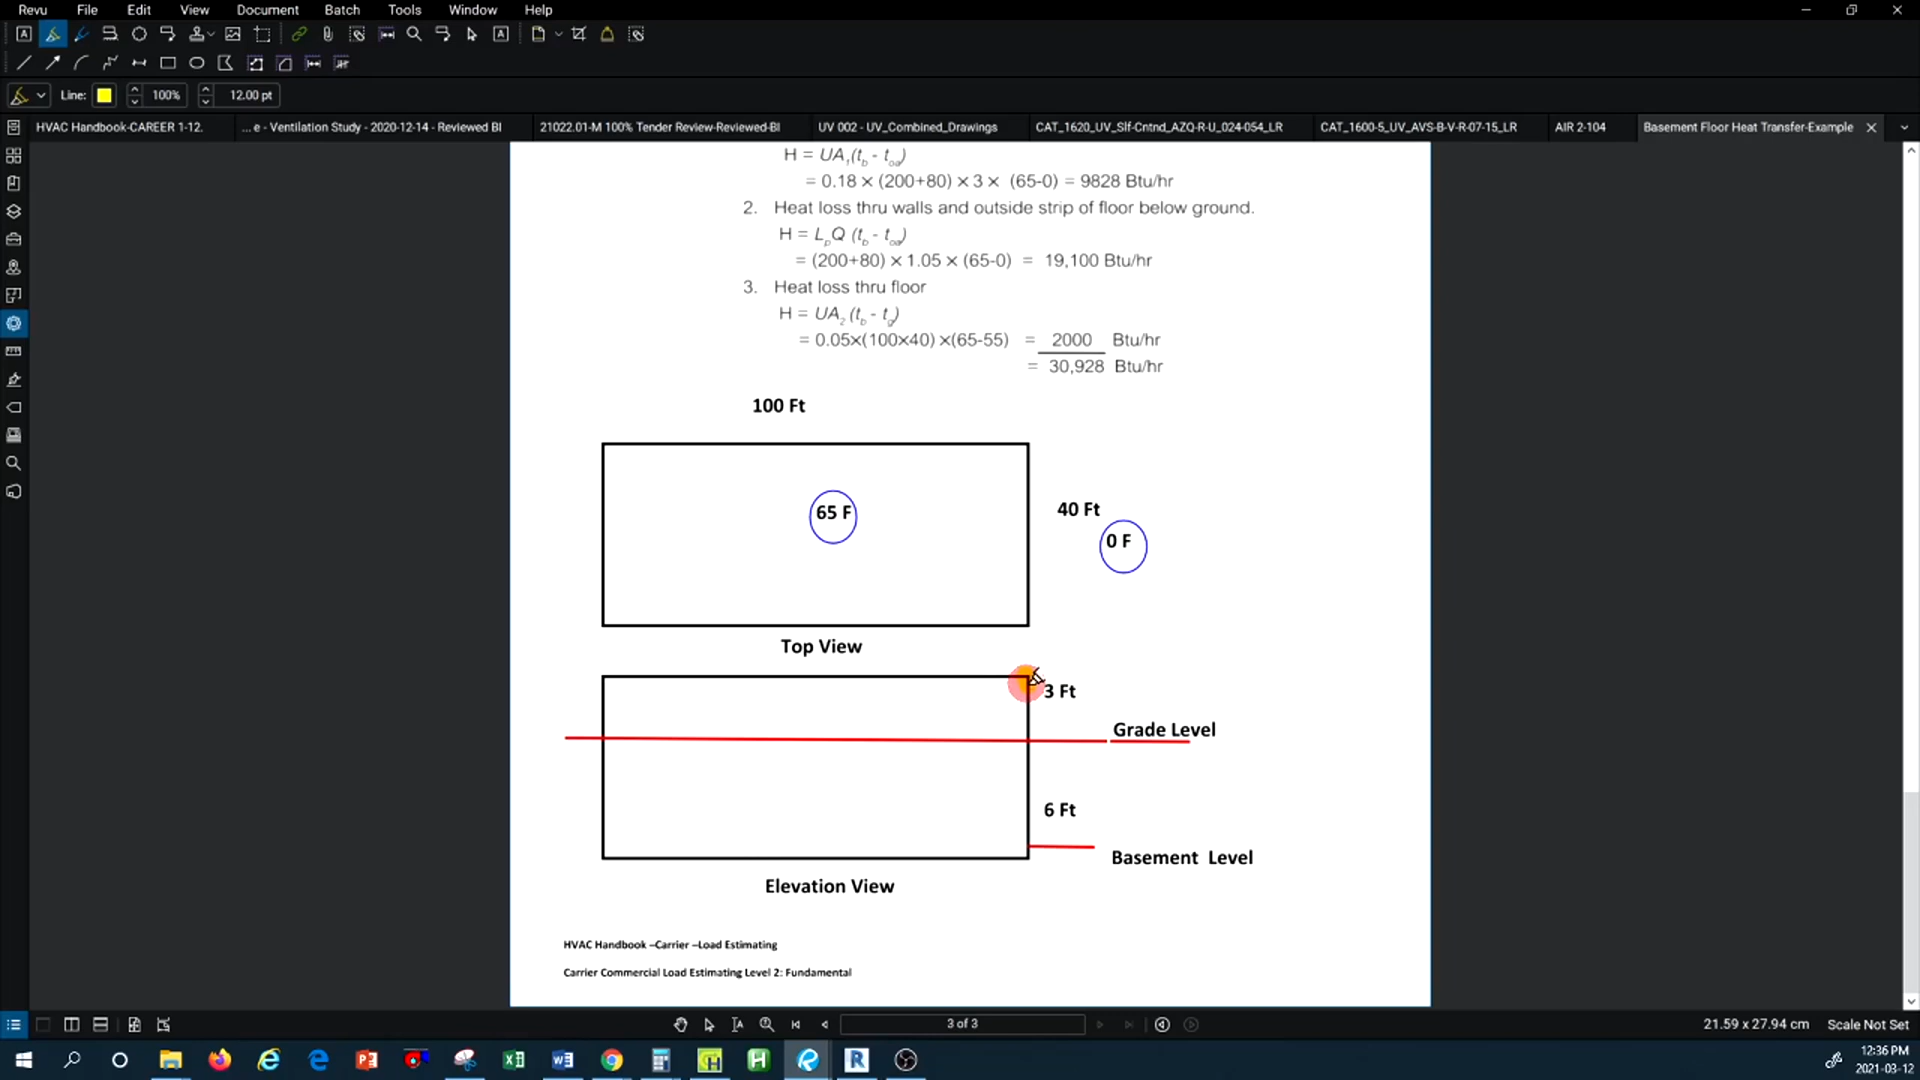 Revu File Edit View Document Batch Tools Window Help
Line: 100% 12.00 pt
HVAC Handbook-CAREER 1-12. ... e - Ventilation Study - 2020-12-14 - Reviewed BI 21022.01-M 100% Tender Review-Reviewed-BI UV 002 - UV_Combined_Drawings CAT_1620_UV_Slf-Cntnd_AZQ-R-U_024-054_LR CAT_1600-5_UV_AVS-B-V-R-07-15_LR AIR 2-104 Basement Floor Heat Transfer-Example
H = UA₁(t_b - t_oa)
= 0.18 × (200+80) × 3 × (65-0) = 9828 Btu/hr
2. Heat loss thru walls and outside strip of floor below ground.
H = L_pQ (t_b - t_oa)
= (200+80) × 1.05 × (65-0) = 19,100 Btu/hr
3. Heat loss thru floor
H = UA₂ (t_b - t_g)
= 0.05×(100×40) ×(65-55) = 2000 Btu/hr
= 30,928 Btu/hr
100 Ft
65 F
40 Ft
0 F
Top View
3 Ft
Grade Level
6 Ft
Basement Level
Elevation View
HVAC Handbook –Carrier –Load Estimating
Carrier Commercial Load Estimating Level 2: Fundamental
3 of 3
21.59 x 27.94 cm Scale Not Set
12:36 PM
2021-03-12